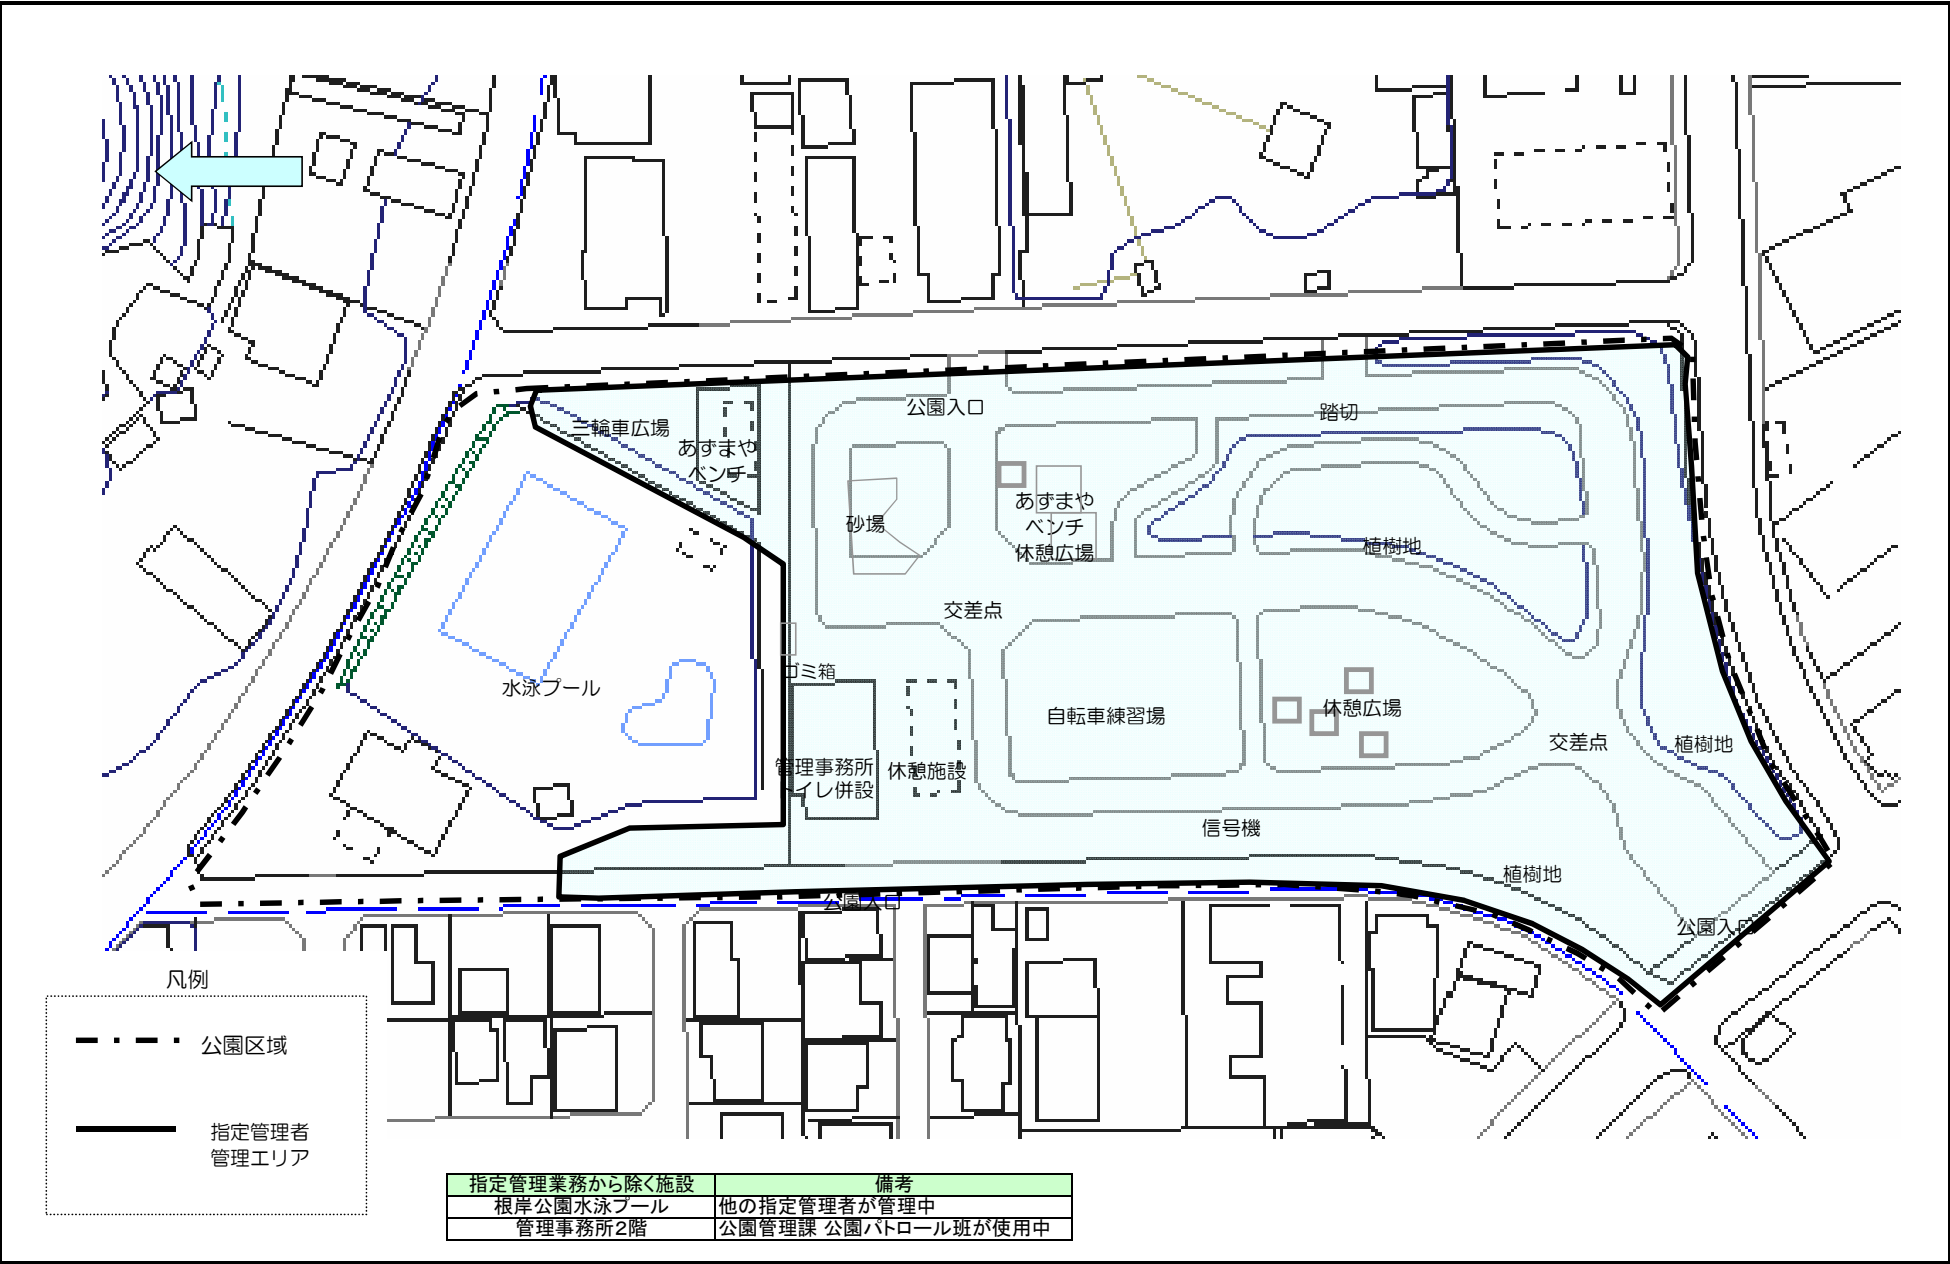 公園入口
踏切
三輪車広場
あずまや
ベンチ
あずまや
ベンチ
休憩広場
砂場
植樹地
交差点
ゴミ箱
水泳プール
自転車練習場
休憩広場
交差点
植樹地
管理事務所
トイレ併設
休憩施設
信号機
植樹地
公園入口
公園入口
凡例
公園区域
指定管理者
管理エリア
指定管理業務から除く施設 備考
根岸公園水泳プール 他の指定管理者が管理中
管理事務所2階 公園管理課 公園パトロール班が使用中